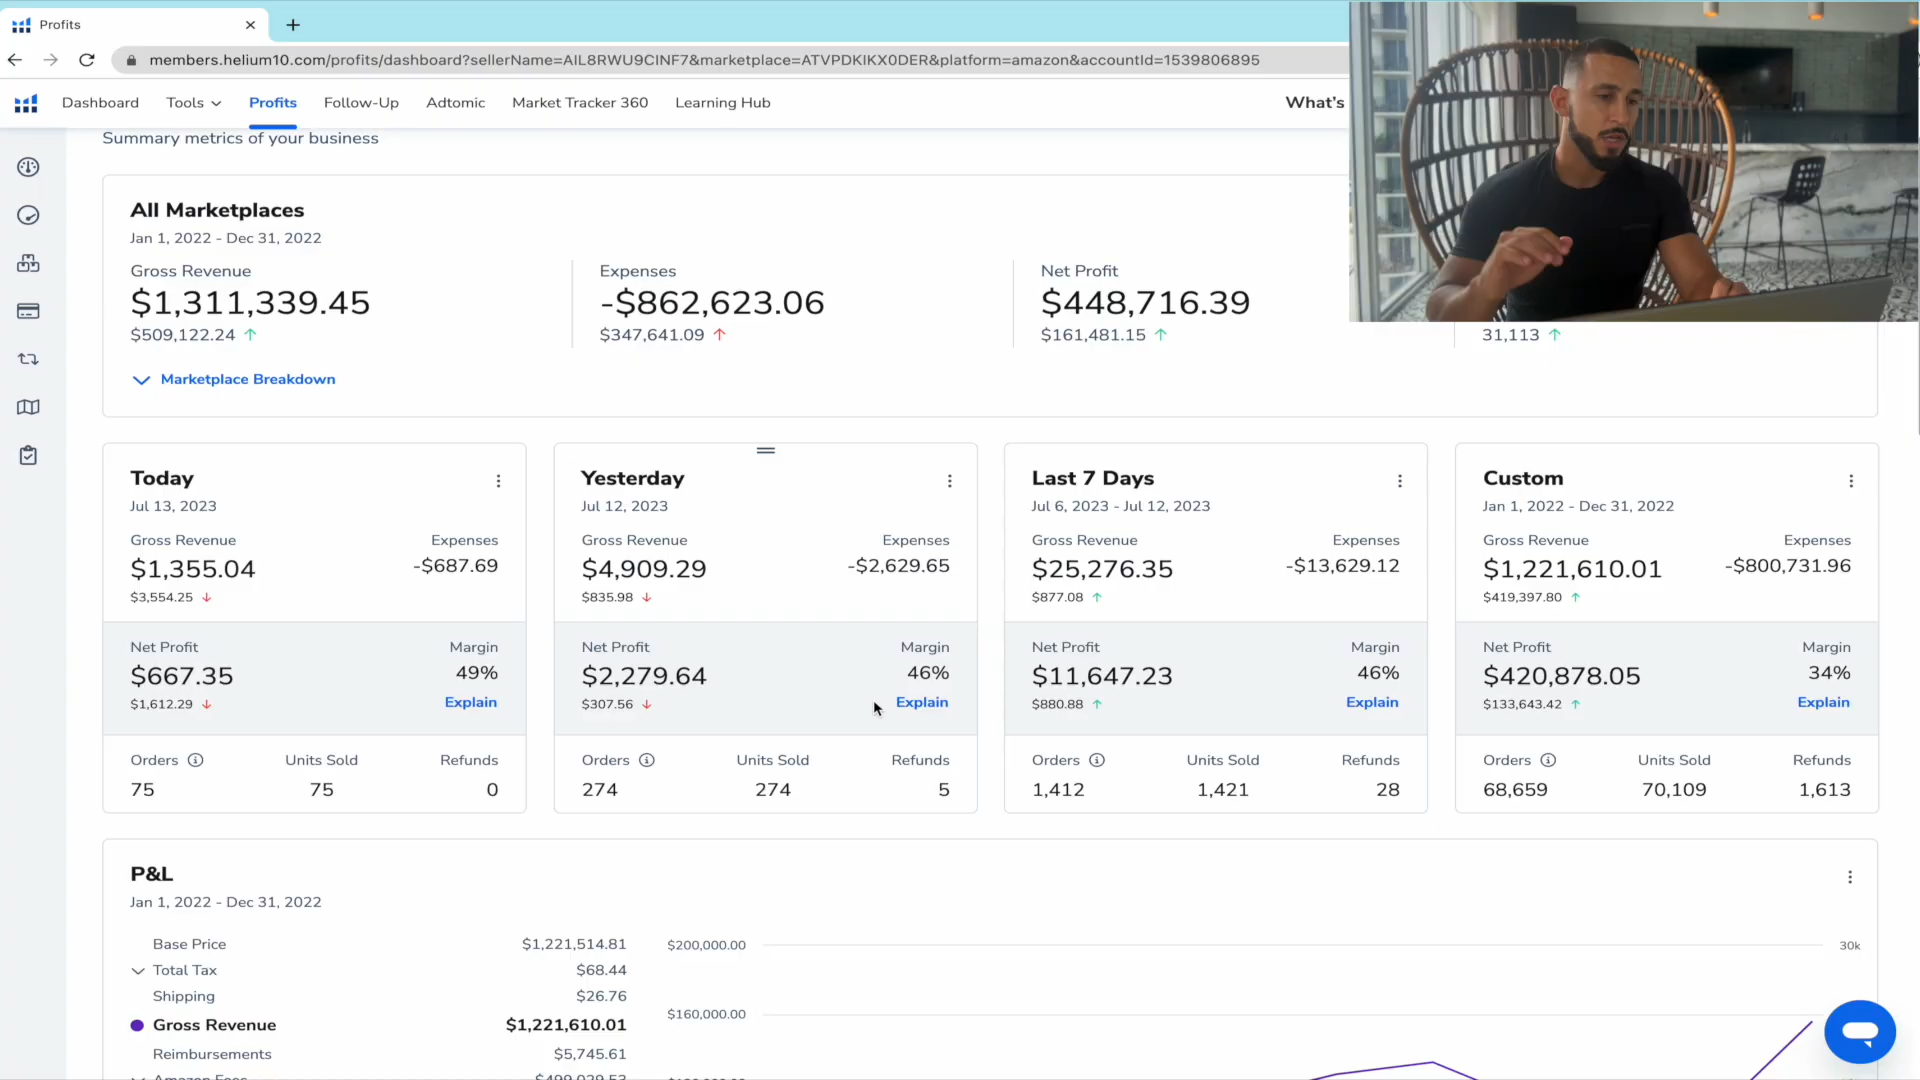 Profits
members.helium10.com/profits/dashboard?sellerName=AIL8RWU9CINF7&marketplace=ATVPDKIKX0DER&platform=amazon&accountId=1539806895
Dashboard Tools Profits Follow-Up Adtomic Market Tracker 360 Learning Hub What's
Summary metrics of your business
All Marketplaces
Jan 1, 2022 - Dec 31, 2022
Gross Revenue Expenses Net Profit
$1,311,339.45 -$862,623.06 $448,716.39
$509,122.24 ↑ $347,641.09 ↑ $161,481.15 ↑ 31,113 ↑
Marketplace Breakdown
Today
Jul 13, 2023
Gross Revenue Expenses
$1,355.04 -$687.69
$3,554.25 ↓
Net Profit Margin
$667.35 49%
$1,612.29 ↓ Explain
Orders Units Sold Refunds
75 75 0
Yesterday
Jul 12, 2023
Gross Revenue Expenses
$4,909.29 -$2,629.65
$835.98 ↓
Net Profit Margin
$2,279.64 46%
$307.56 ↓ Explain
Orders Units Sold Refunds
274 274 5
Last 7 Days
Jul 6, 2023 - Jul 12, 2023
Gross Revenue Expenses
$25,276.35 -$13,629.12
$877.08 ↑
Net Profit Margin
$11,647.23 46%
$880.88 ↑ Explain
Orders Units Sold Refunds
1,412 1,421 28
Custom
Jan 1, 2022 - Dec 31, 2022
Gross Revenue Expenses
$1,221,610.01 -$800,731.96
$419,397.80 ↑
Net Profit Margin
$420,878.05 34%
$133,643.42 ↑ Explain
Orders Units Sold Refunds
68,659 70,109 1,613
P&L
Jan 1, 2022 - Dec 31, 2022
Base Price $1,221,514.81
Total Tax $68.44
Shipping $26.76
Gross Revenue $1,221,610.01
Reimbursements $5,745.61
Amazon Fees $499,029.53
$200,000.00 30k
$160,000.00